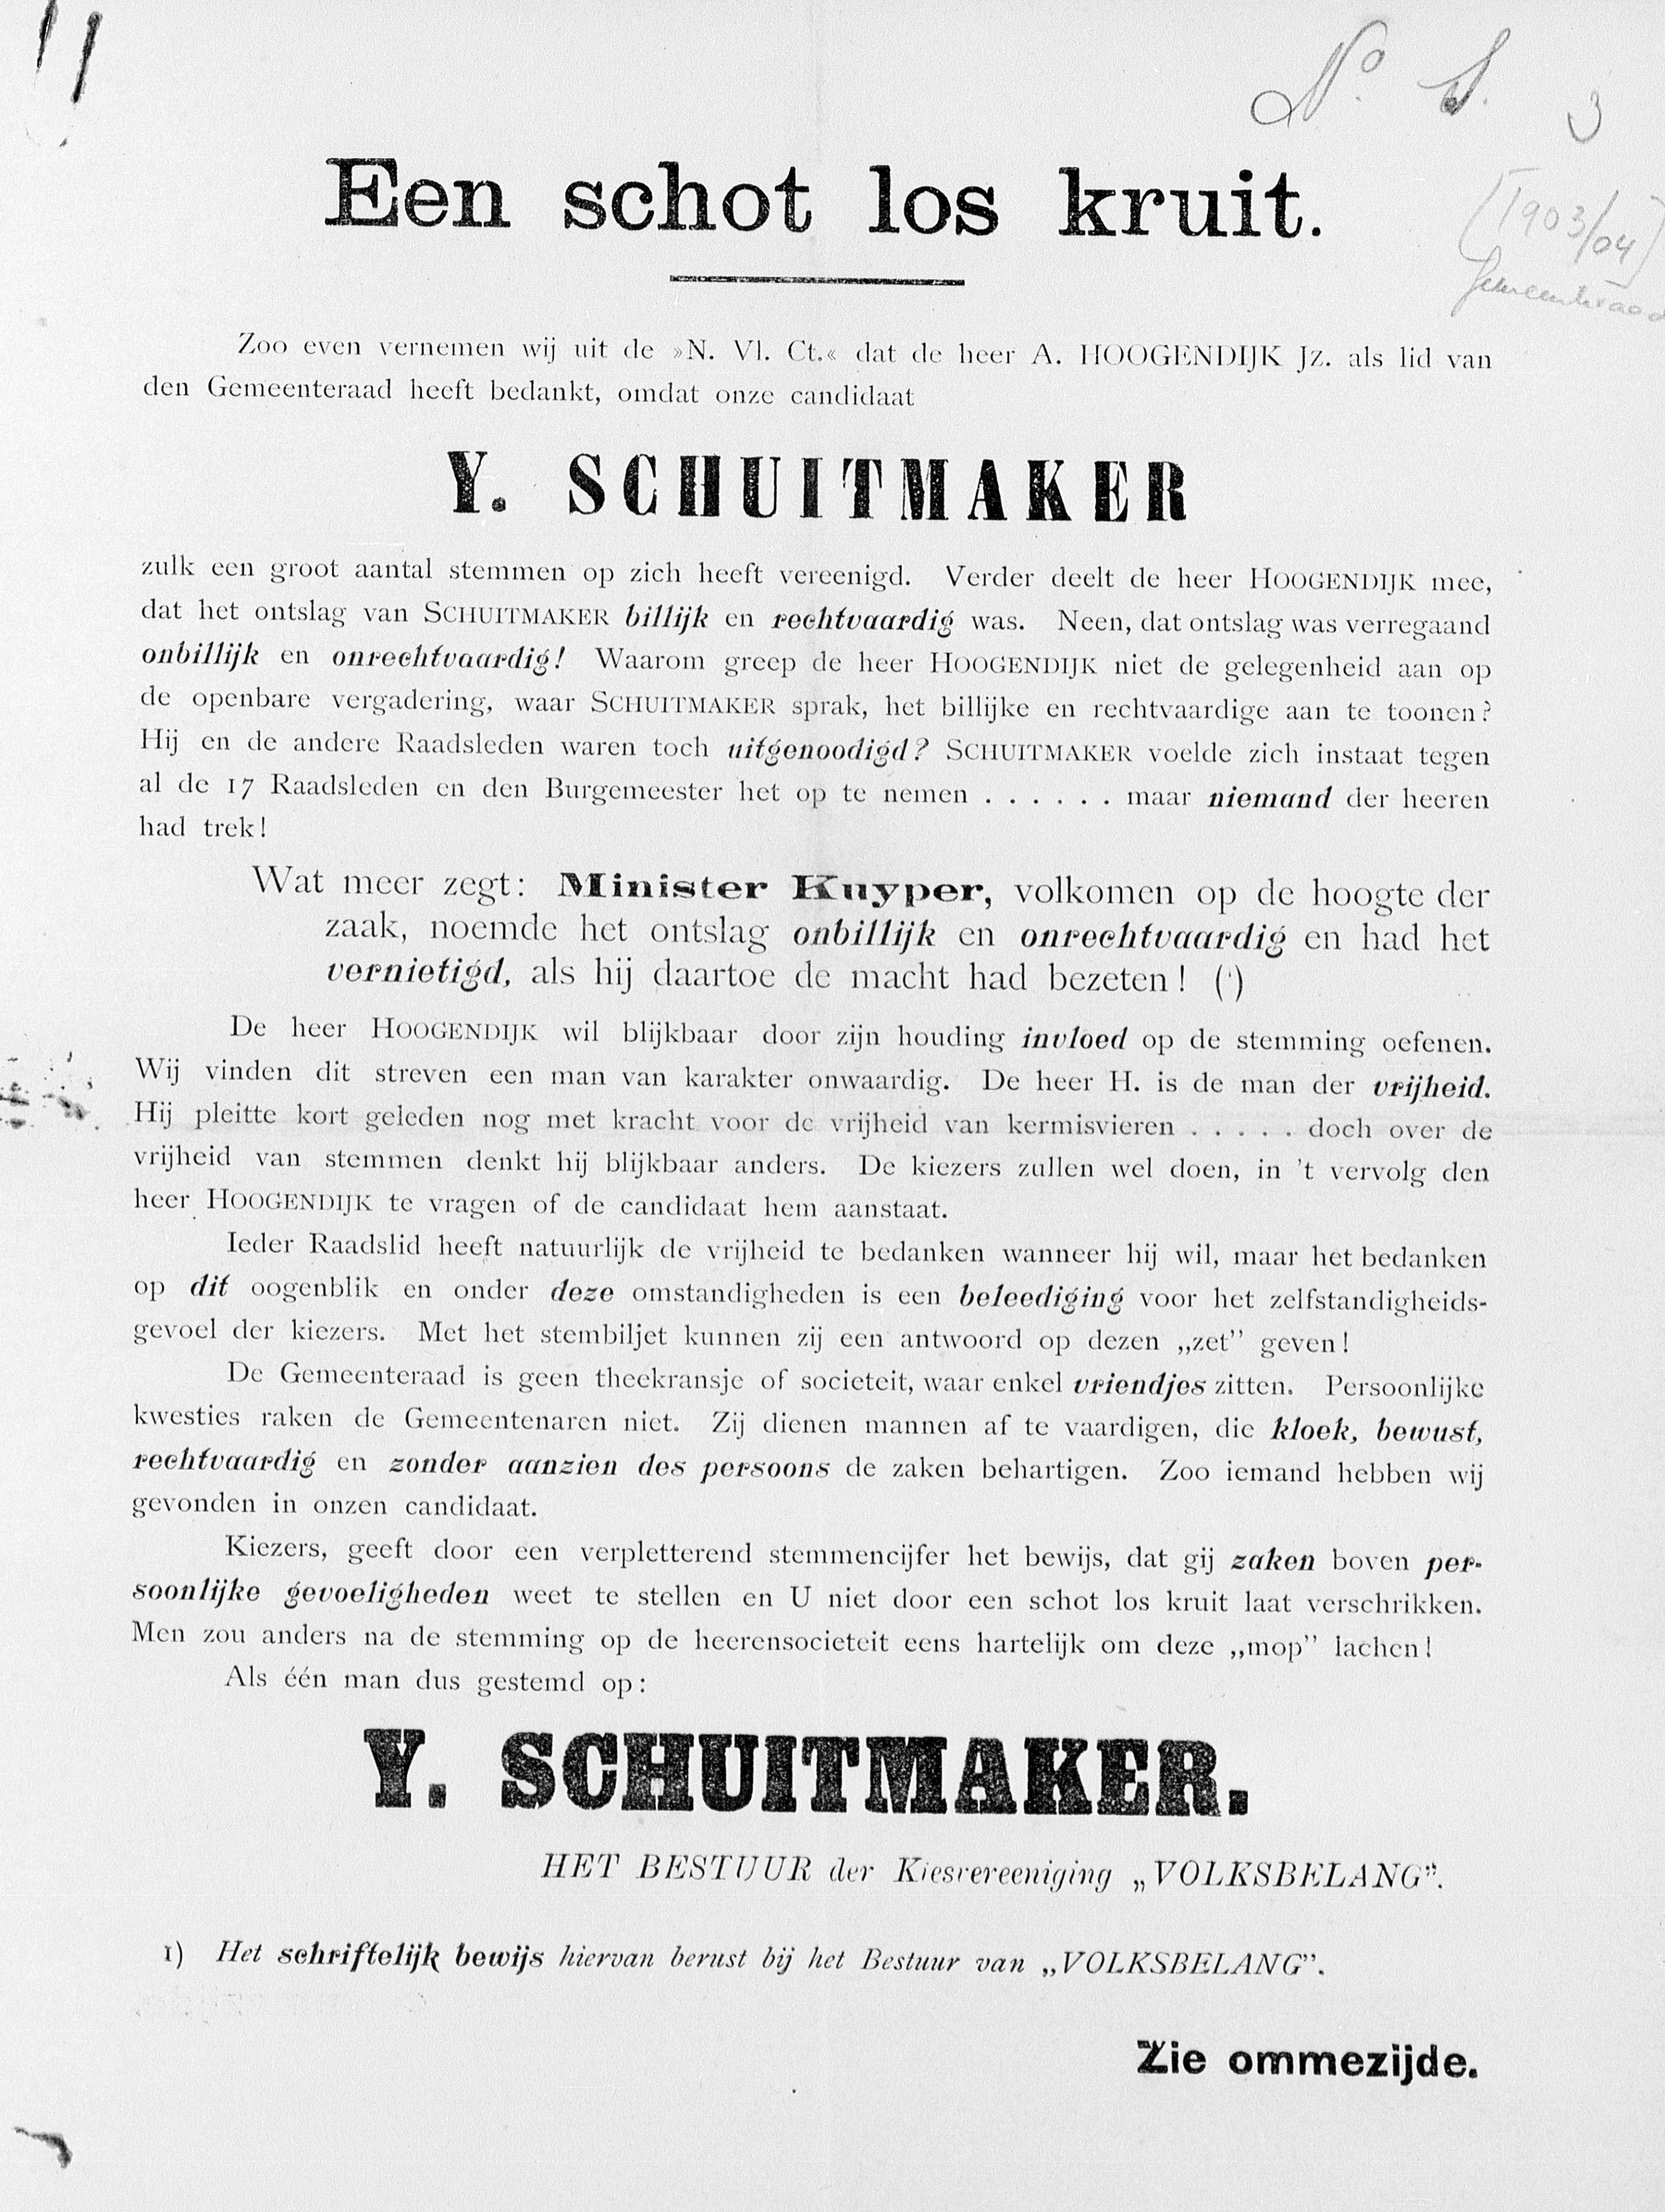 No
3
[1903/04]
Gemeenteraad
Een schot los kruit.
Zoo even vernemen wij uit de »N. Vl. Ct.« dat de heer A. HOOGENDIJK Jz. als lid van
den Gemeenteraad heeft bedankt, omdat onze candidaat
Y. SCHUITMAKER
zulk een groot aantal stemmen op zich heeft vereenigd. Verder deelt de heer HOOGENDIJK mee,
dat het ontslag van SCHUITMAKER billijk en rechtvaardig was. Neen, dat ontslag was verregaand
onbillijk en onrechtvaardig! Waarom greep de heer HOOGENDIJK niet de gelegenheid aan op
de openbare vergadering, waar SCHUITMAKER sprak, het billijke en rechtvaardige aan te toonen?
Hij en de andere Raadsleden waren toch uitgenoodigd? SCHUITMAKER voelde zich instaat tegen
al de 17 Raadsleden en den Burgemeester het op te nemen . . . . . . maar niemand der heeren
had trek!
Wat meer zegt: Minister Kuyper, volkomen op de hoogte der
zaak, noemde het ontslag onbillijk en onrechtvaardig en had het
vernietigd, als hij daartoe de macht had bezeten! (¹)
De heer HOOGENDIJK wil blijkbaar door zijn houding invloed op de stemming oefenen.
Wij vinden dit streven een man van karakter onwaardig. De heer H. is de man der vrijheid.
Hij pleitte kort geleden nog met kracht voor de vrijheid van kermisvieren . . . . . doch over de
vrijheid van stemmen denkt hij blijkbaar anders. De kiezers zullen wel doen, in 't vervolg den
heer HOOGENDIJK te vragen of de candidaat hem aanstaat.
Ieder Raadslid heeft natuurlijk de vrijheid te bedanken wanneer hij wil, maar het bedanken
op dit oogenblik en onder deze omstandigheden is een beleediging voor het zelfstandigheids-
gevoel der kiezers. Met het stembiljet kunnen zij een antwoord op dezen „zet” geven!
De Gemeenteraad is geen theekransje of societeit, waar enkel vriendjes zitten. Persoonlijke
kwesties raken de Gemeentenaren niet. Zij dienen mannen af te vaardigen, die kloek, bewust,
rechtvaardig en zonder aanzien des persoons de zaken behartigen. Zoo iemand hebben wij
gevonden in onzen candidaat.
Kiezers, geeft door een verpletterend stemmencijfer het bewijs, dat gij zaken boven per-
soonlijke gevoeligheden weet te stellen en U niet door een schot los kruit laat verschrikken.
Men zou anders na de stemming op de heerensocieteit eens hartelijk om deze „mop” lachen!
Als één man dus gestemd op:
Y. SCHUITMAKER.
HET BESTUUR der Kiesvereeniging „VOLKSBELANG”.
1) Het schriftelijk bewijs hiervan berust bij het Bestuur van „VOLKSBELANG”.
Zie ommezijde.